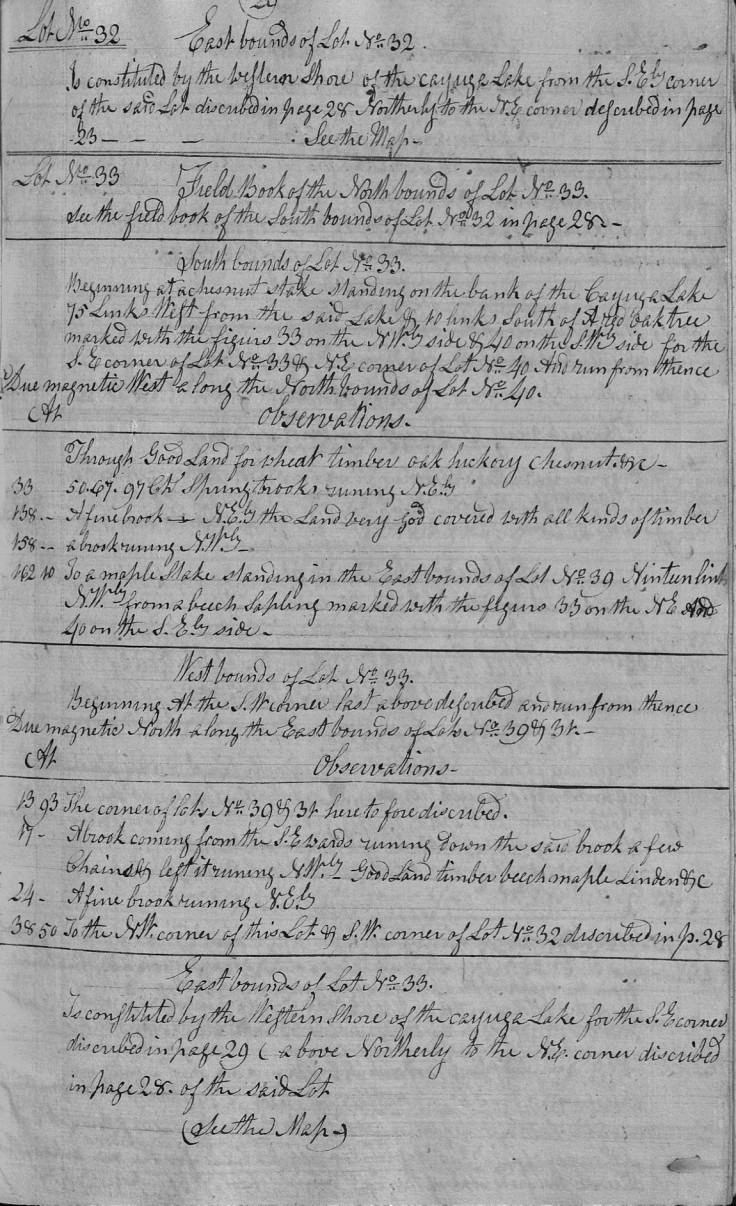 29
Lot No 32 East bounds of Lot No 32.
Is constituted by the western Shore of the cayuga Lake from the S.Ely corner
of the said Lot discribed in page 28 Northerly to the N.E corner described in page
23 - - - - See the Map -
Lot No 33 Field Book of the North bounds of Lot No 33.
See the field book of the South bounds of Lot No 32 in page 28 -
South bounds of Lot No 33.
Beginning at a chesnut stake standing on the bank of the Cayuga Lake
75 Links West from the said Lake & 10 links South of A red oak tree
marked with the figurs 33 on the N.Wly side & 40 on the S.Wly side for the
S.E corner of Lot No 33 & N.E corner of Lot No 40 And run from thence
Due magnetic West along the North bounds of Lot No 40.
At Observations.
Through Good Land for wheat timber oak hickory chesnut &c -
33 50. 67. 97 Chs Spring brooks runing N.Ely
138. - A fine brook - N.Ely the Land very good covered with all kinds of timber
158 - - a brook runing N.Wly -
162 10 To a maple Stake standing in the East bounds of Lot No 39 Ninteen link
N.Wly from a beech Sapling marked with the figurs 33 on the N E And
40 on the S.Ely side -
West bounds of Lot No 33.
Beginning At the S.W corner last above described and run from thence
Due magnetic North along the East bounds of Lots No 39 & 31. -
At Observations -
13 93 The corner of lots No 39 & 31 here to fore discribed.
17 - A brook coming from the S.E wards runing down the said brook a few
Chains & left it runing N.Wly Good Land timber beech maple Linden &c
24 - A fine brook runing N.Ely
38 50 To the N.W. corner of this Lot & S.W. corner of Lot No 32 discribed in p. 28
East bounds of Lot No 33.
Is constituted by the Western Shore of the cayuga Lake for the S.E corner
discribed in page 29 ( above Northerly to the N.E. corner discribed
in page 28. of the said Lot
(See the Map -)